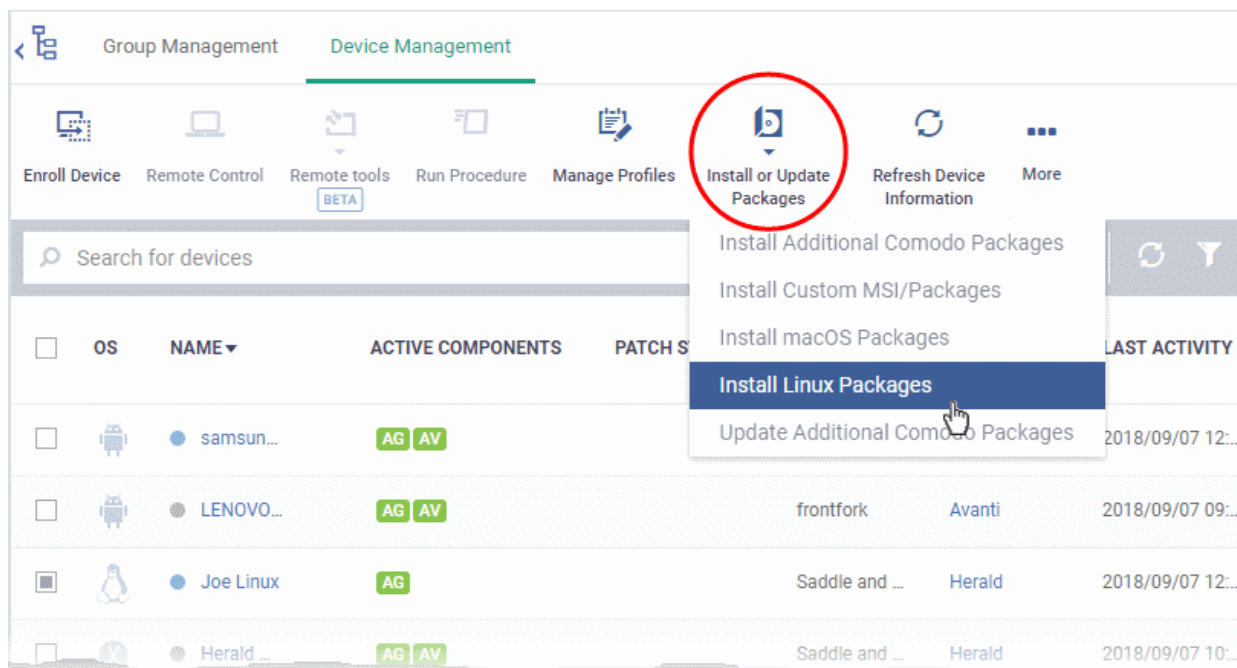 Group Management
Device Management
Enroll Device
Remote Control
Remote tools
BETA
Run Procedure
Manage Profiles
Install or Update
Packages
Refresh Device
Information
More
Search for devices
Install Additional Comodo Packages
Install Custom MSI/Packages
Install macOS Packages
Install Linux Packages
Update Additional Comodo Packages
OS NAME ACTIVE COMPONENTS PATCH S LAST ACTIVITY
samsun... AG AV 2018/09/07 12:...
LENOVO... AG AV frontfork Avanti 2018/09/07 09:...
Joe Linux AG Saddle and ... Herald 2018/09/07 12:...
Herald ... AG AV Saddle and ... Herald 2018/09/07 10:...